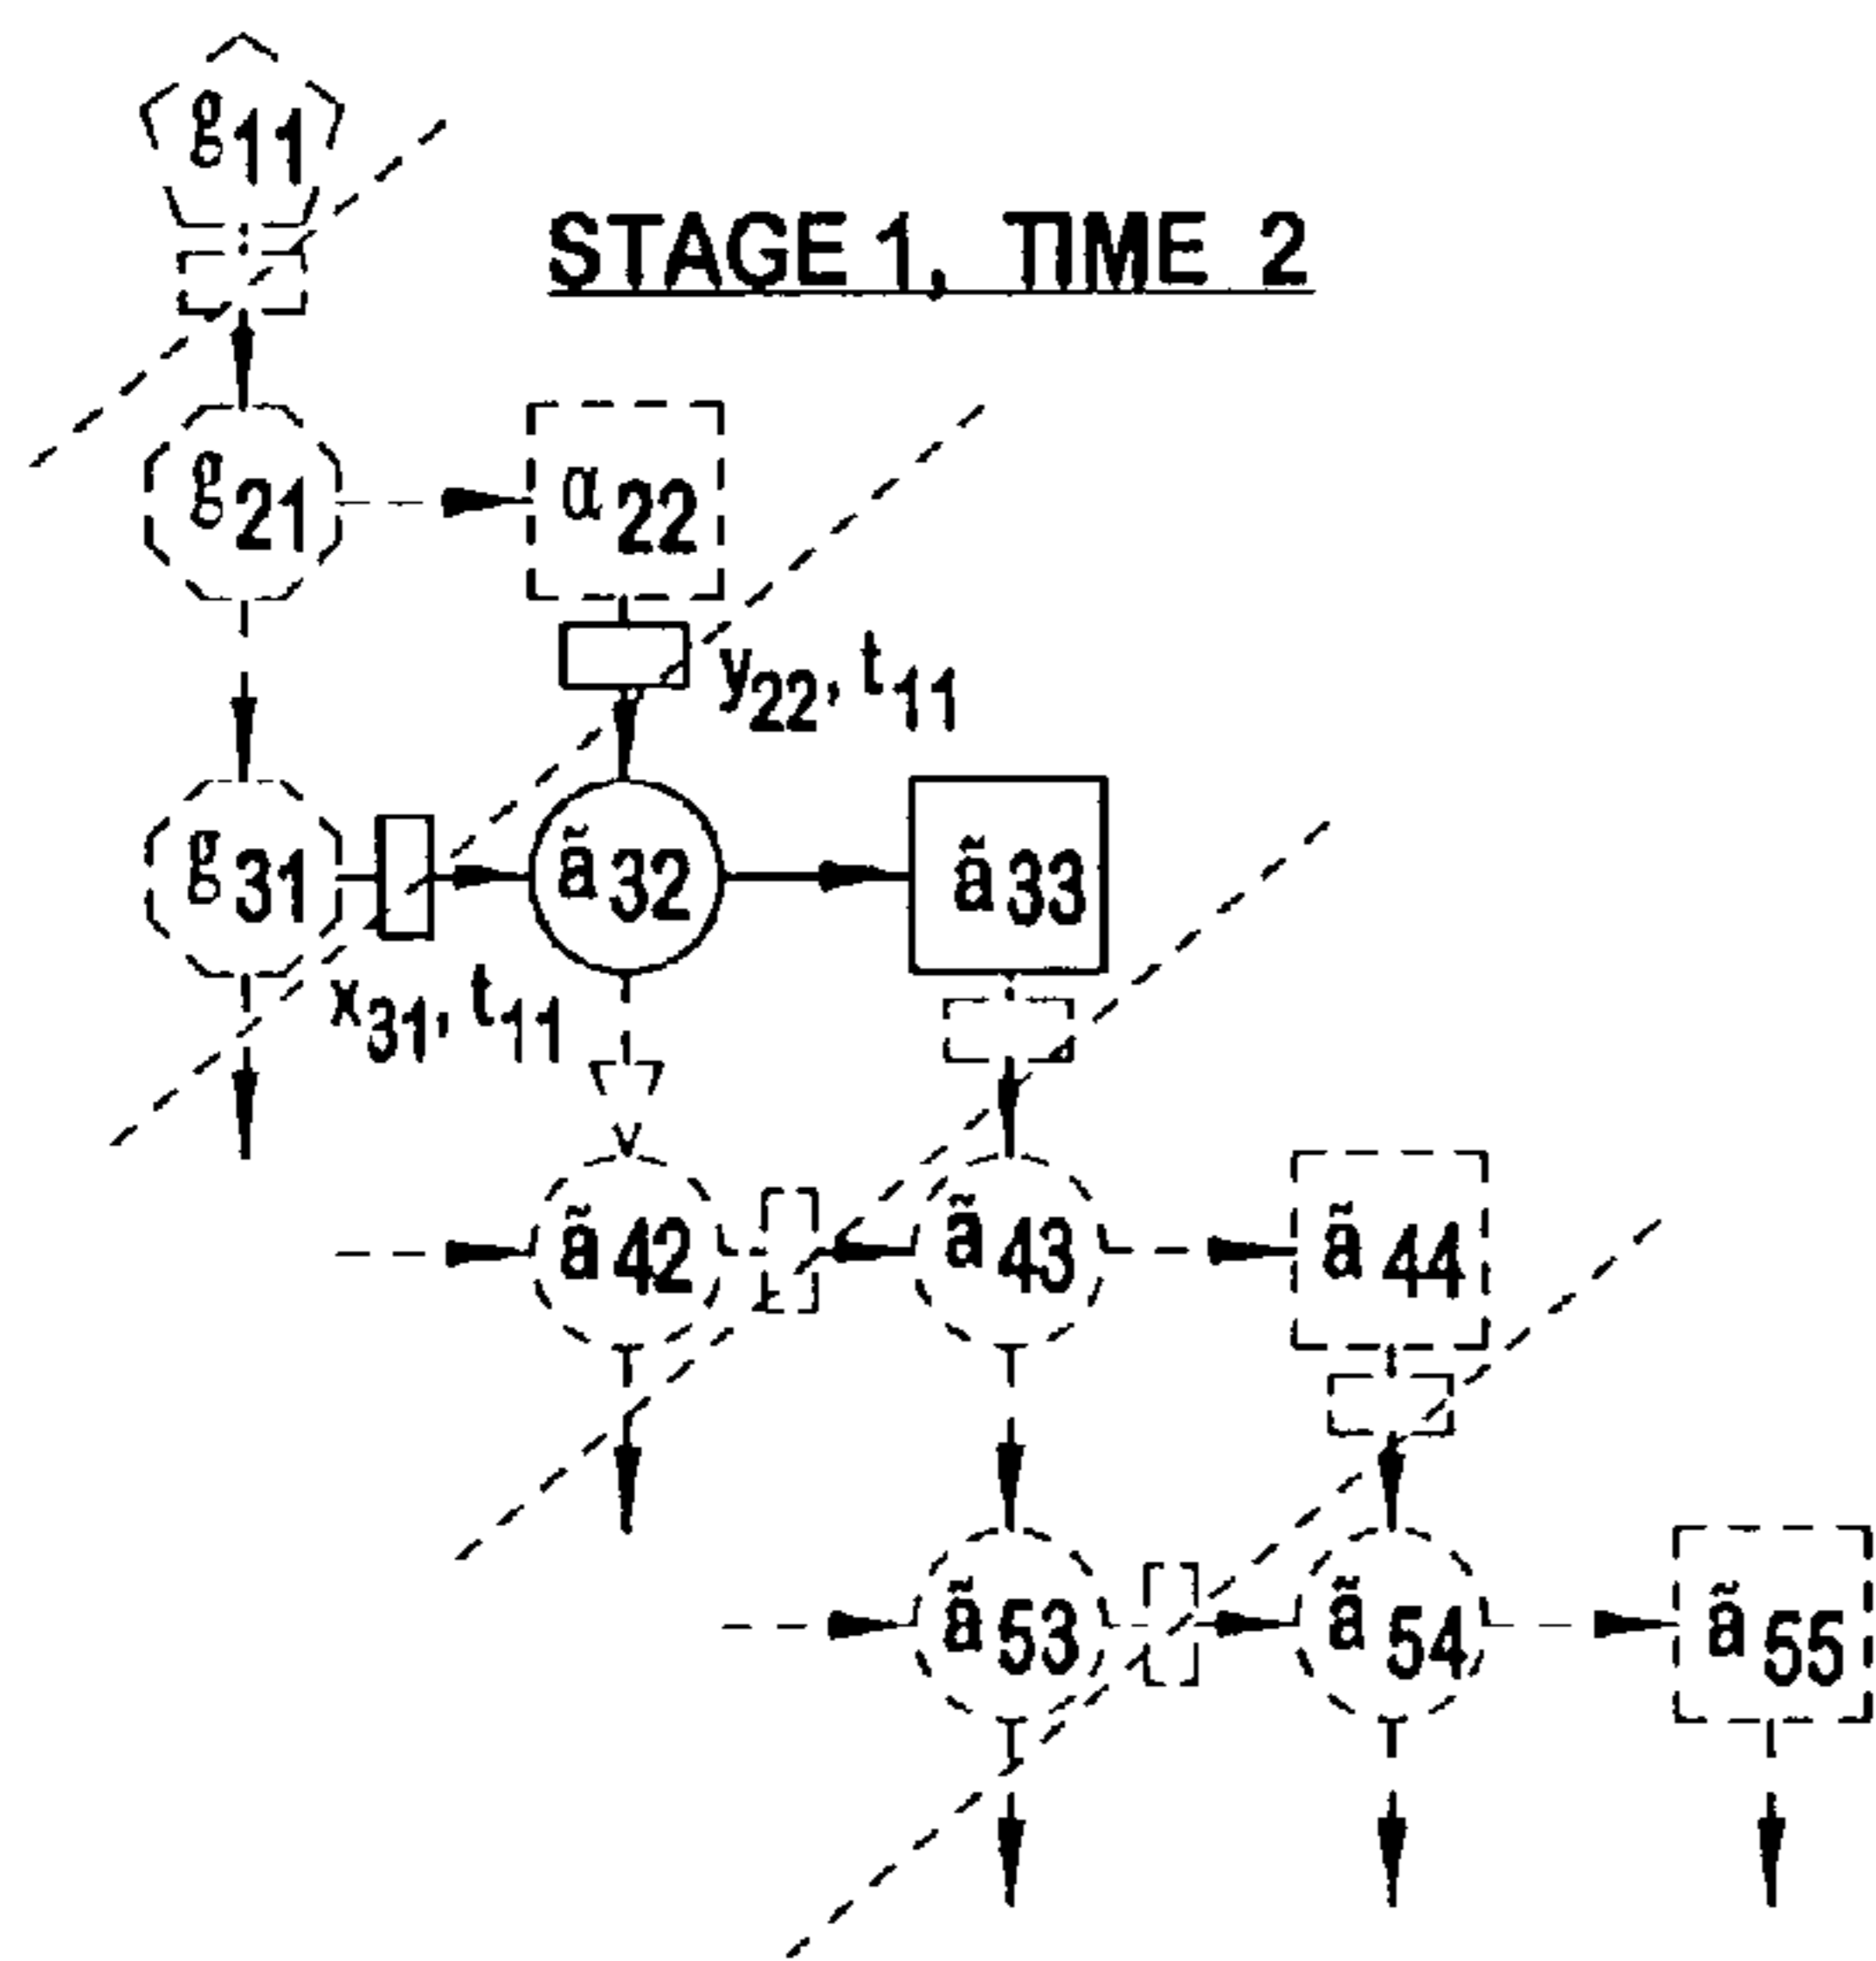 g11
STAGE 1, TIME 2
g21
α22
y22, t11
g31
ã32
ã33
x31, t11
ã42
ã43
ã44
ã53
ã54
ã55